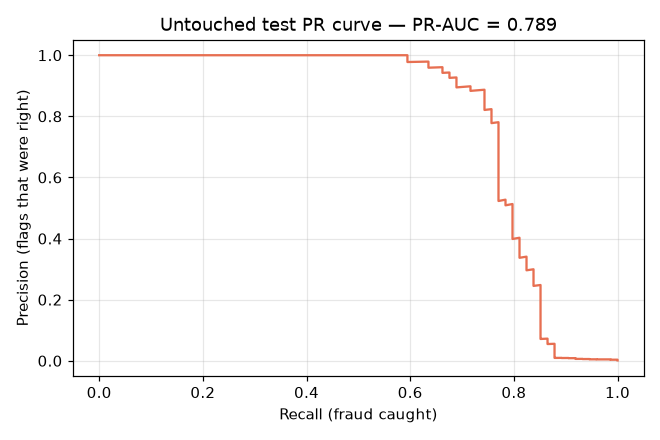 Untouched test PR curve — PR-AUC = 0.789
1.0
0.8
0.6
0.4
0.2
0.0
Precision (flags that were right)
0.0 0.2 0.4 0.6 0.8 1.0
Recall (fraud caught)